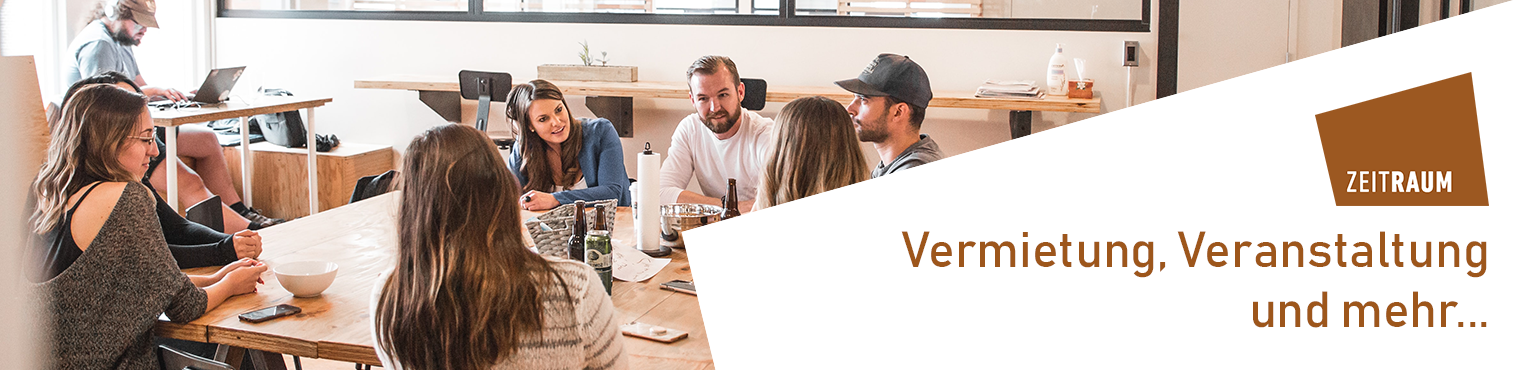 ZEITRAUM
Vermietung, Veranstaltung
und mehr...